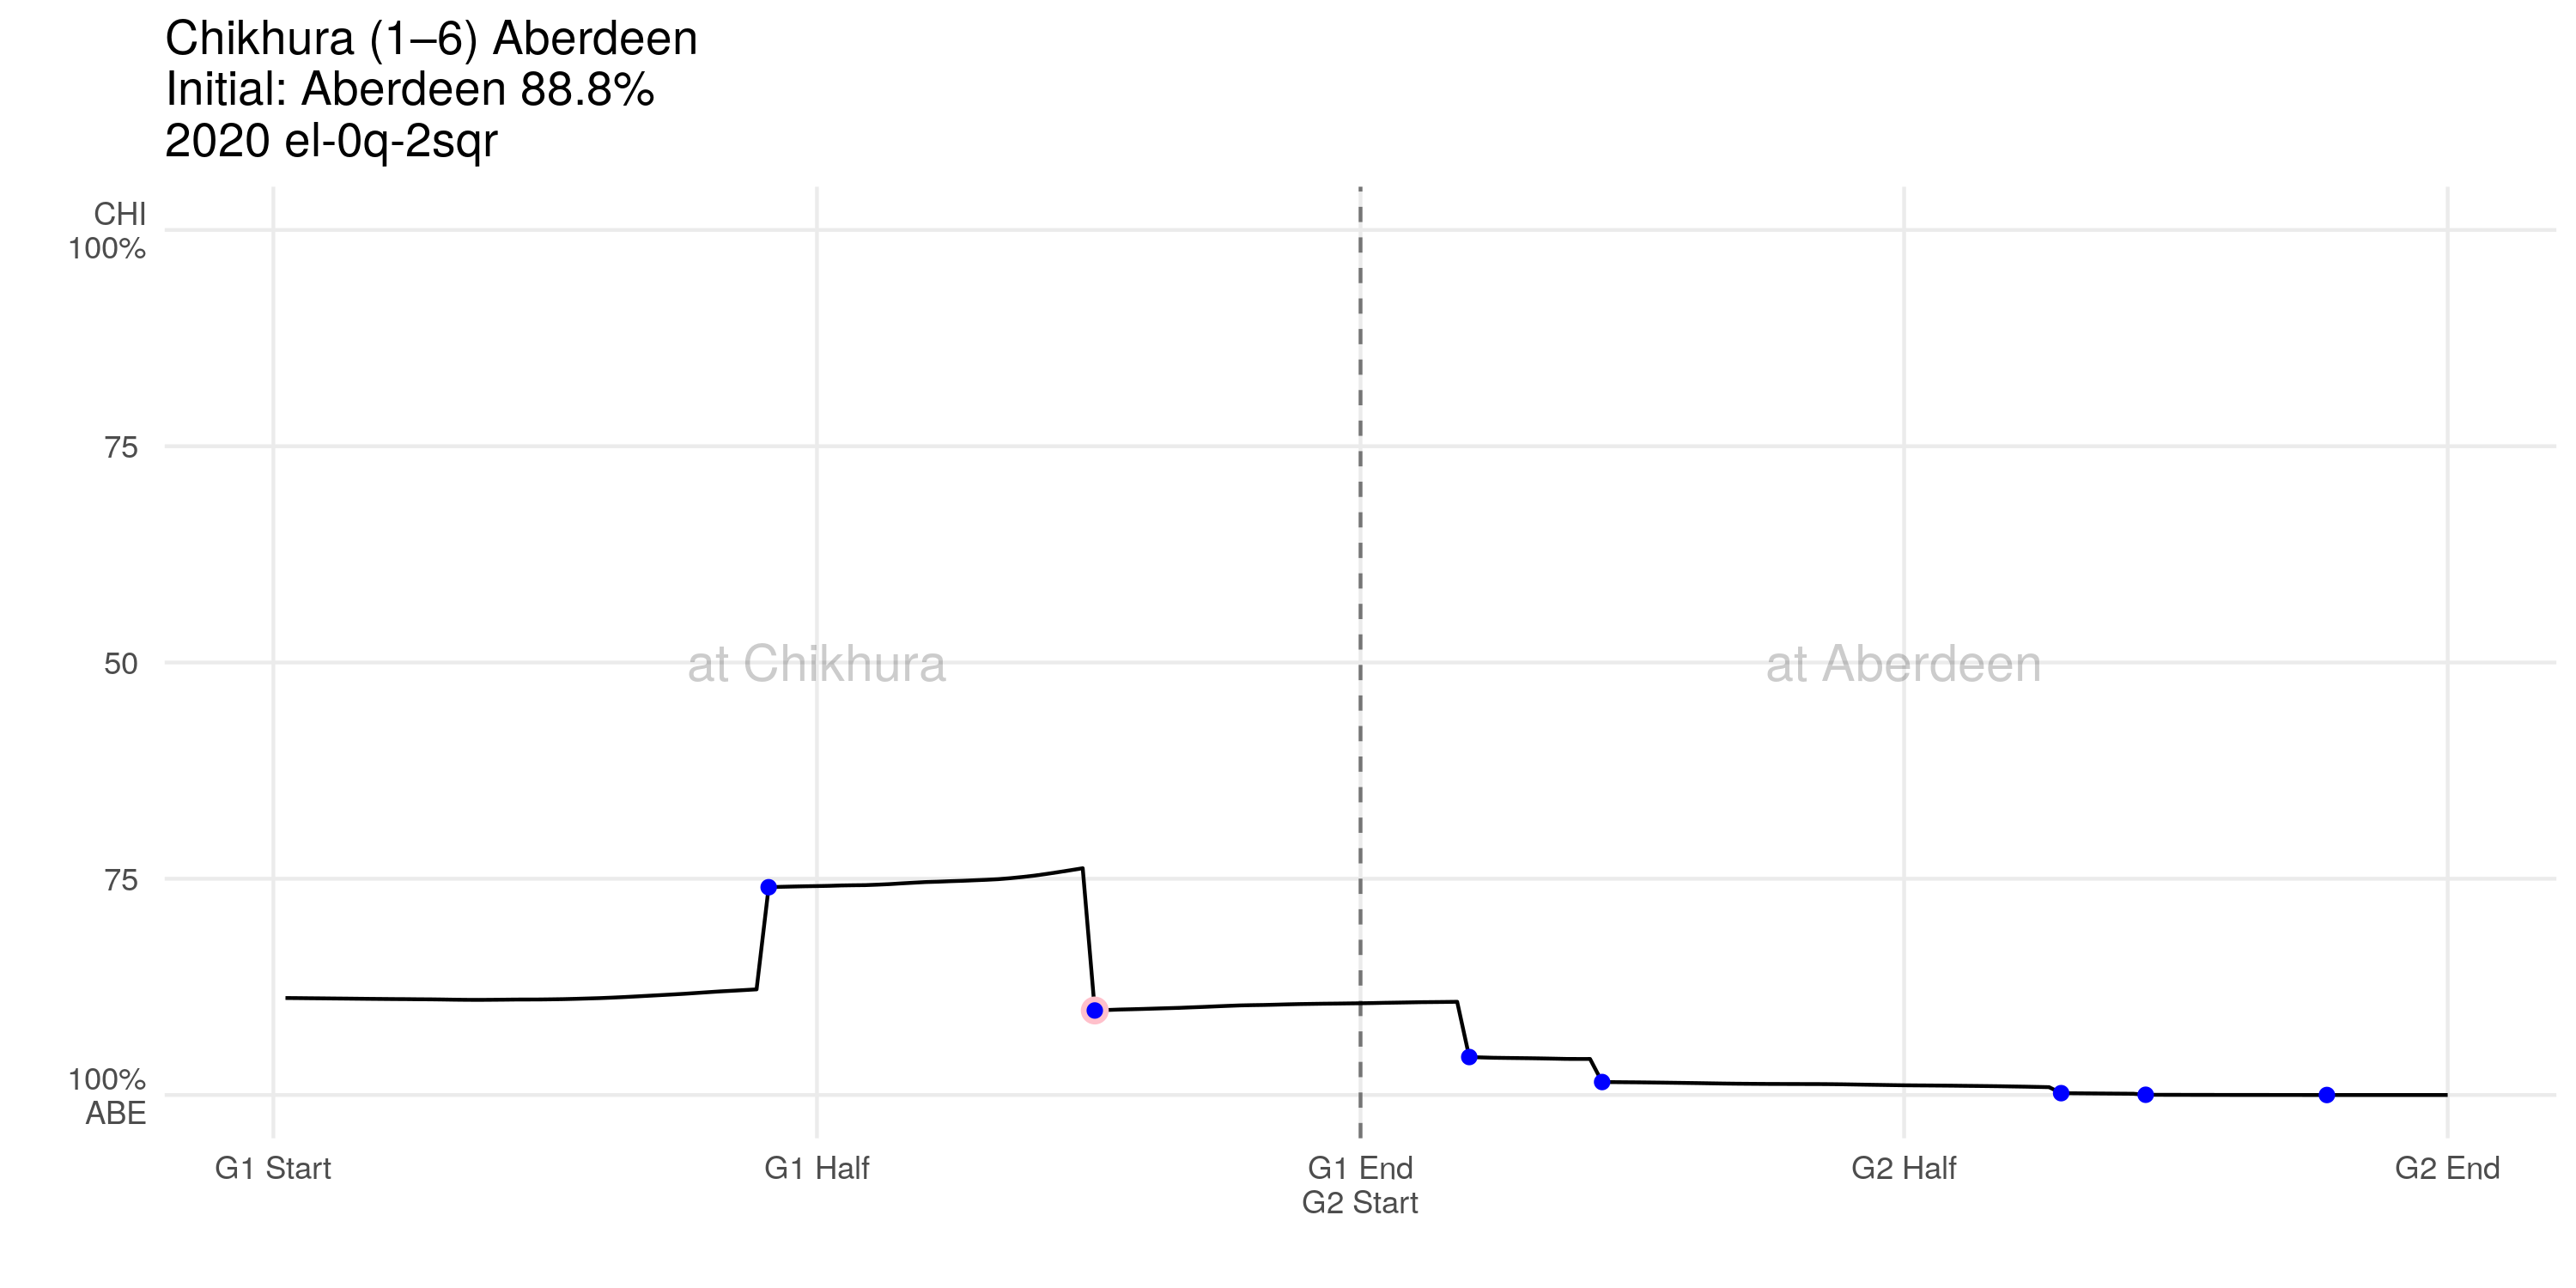 Chikhura (1–6) Aberdeen
Initial: Aberdeen 88.8%
2020 el-0q-2sqr
CHI
100%
75
50
75
100%
ABE
at Chikhura
at Aberdeen
G1 Start
G1 Half
G1 End
G2 Start
G2 Half
G2 End